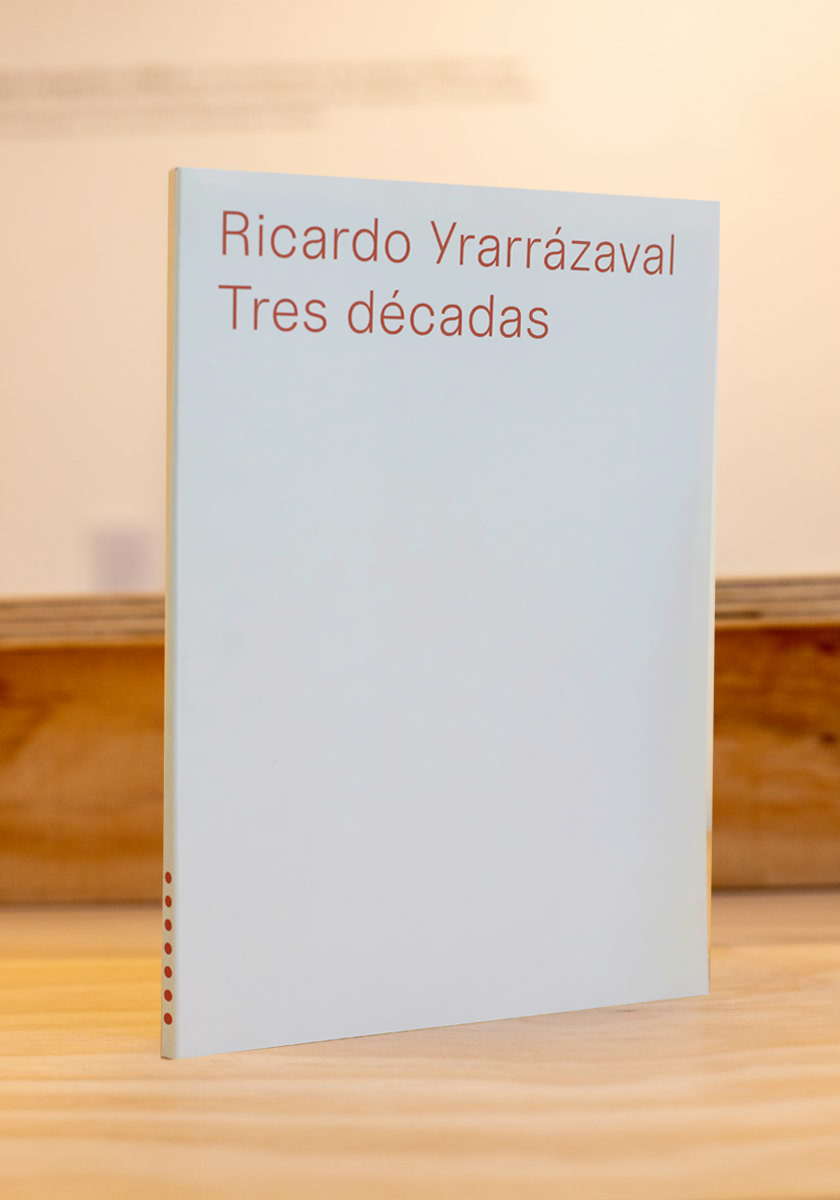 Ricardo Yrarrázaval
Tres décadas